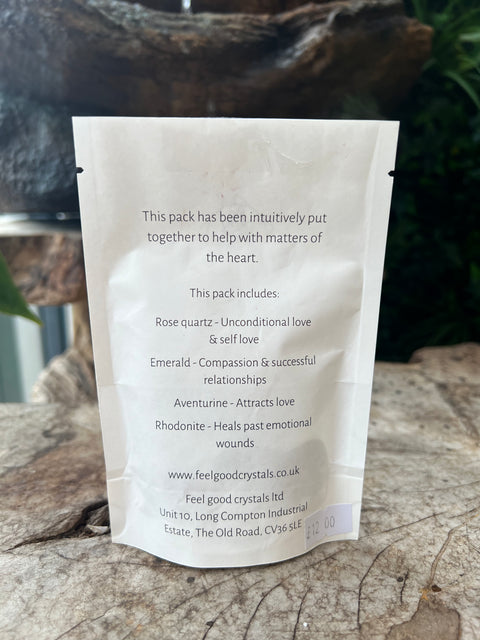 This pack has been intuitively put
together to help with matters of
the heart.
This pack includes:
Rose quartz - Unconditional love
& self love
Emerald - Compassion & successful
relationships
Aventurine - Attracts love
Rhodonite - Heals past emotional
wounds
www.feelgoodcrystals.co.uk
Feel good crystals ltd
Unit 10, Long Compton Industrial
Estate, The Old Road, CV36 5LE
£12.00